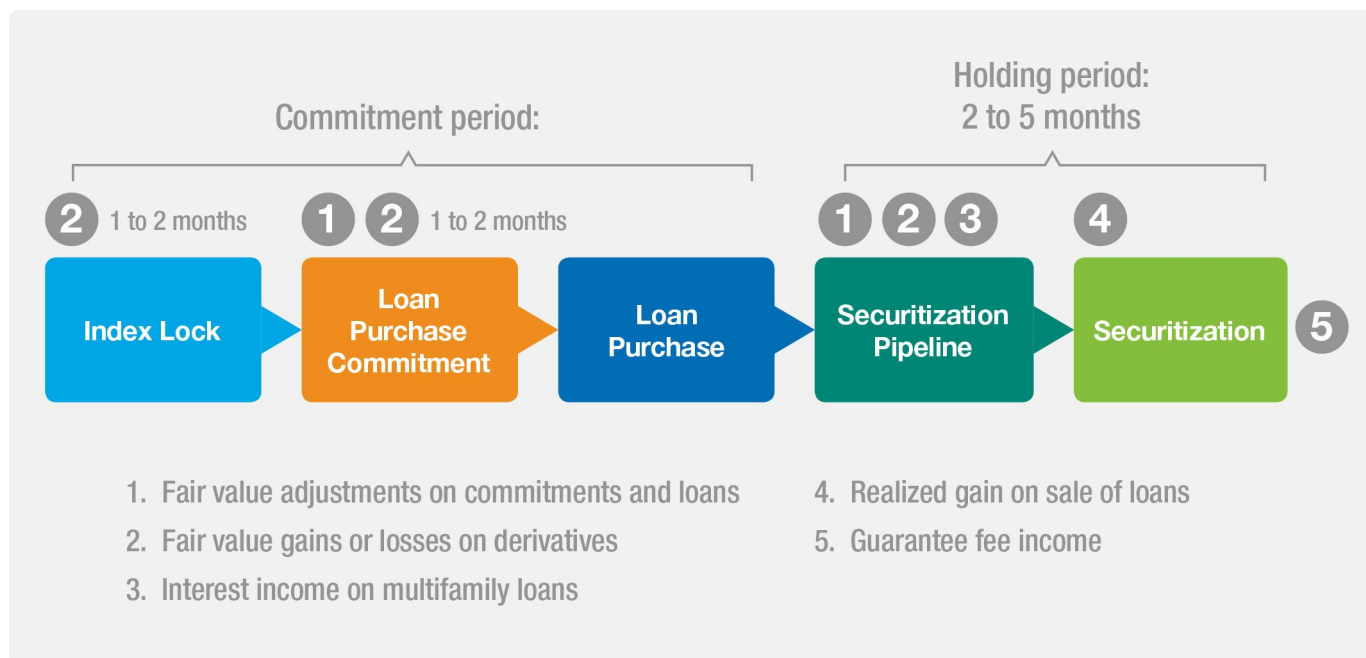 Commitment period:
Holding period:
2 to 5 months
2 1 to 2 months
1 2 1 to 2 months
1 2 3
4
Index Lock
Loan
Purchase
Commitment
Loan
Purchase
Securitization
Pipeline
Securitization
5
1. Fair value adjustments on commitments and loans
2. Fair value gains or losses on derivatives
3. Interest income on multifamily loans
4. Realized gain on sale of loans
5. Guarantee fee income